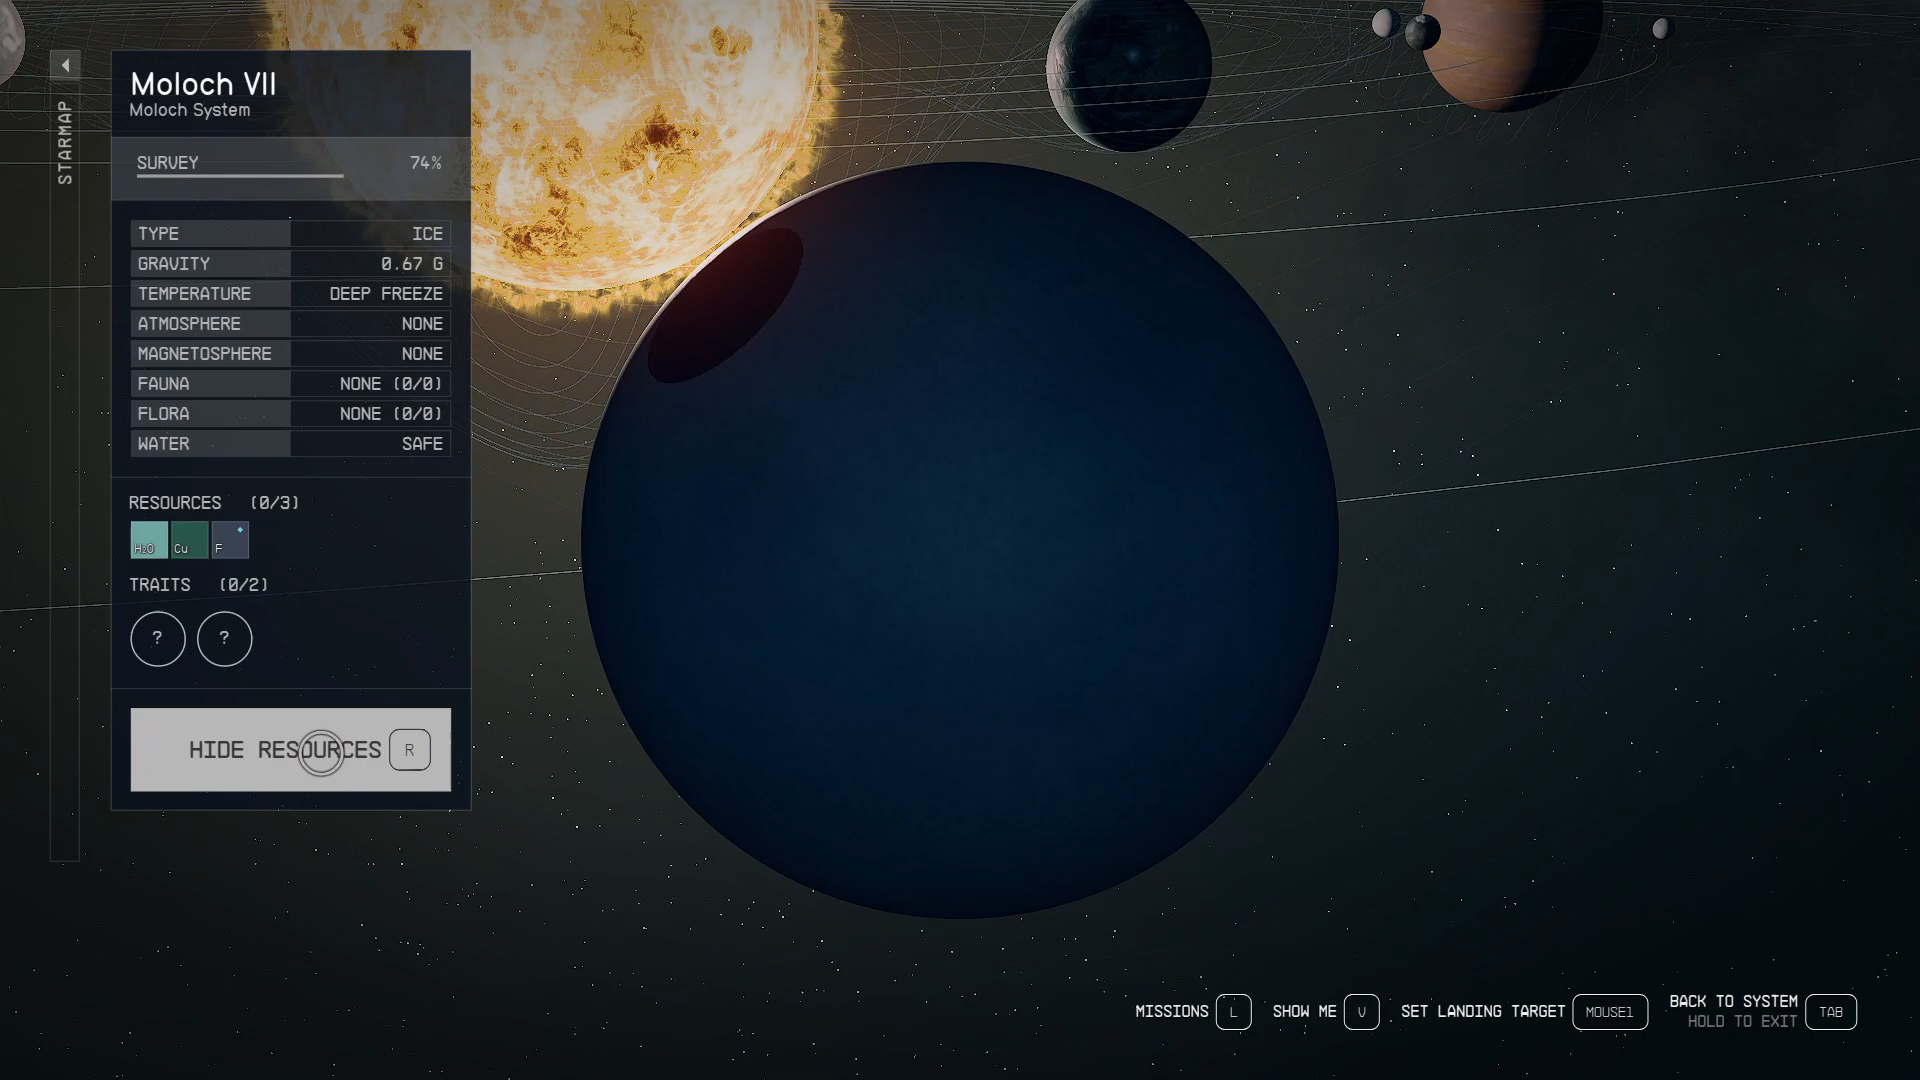 STARMAP
Moloch VII
Moloch System
SURVEY 74%
TYPE ICE
GRAVITY 0.67 G
TEMPERATURE DEEP FREEZE
ATMOSPHERE NONE
MAGNETOSPHERE NONE
FAUNA NONE (0/0)
FLORA NONE (0/0)
WATER SAFE
RESOURCES (0/3)
H₂O Cu F
TRAITS (0/2)
? ?
HIDE RESOURCES R
MISSIONS L SHOW ME V SET LANDING TARGET MOUSE1 BACK TO SYSTEM TAB
HOLD TO EXIT